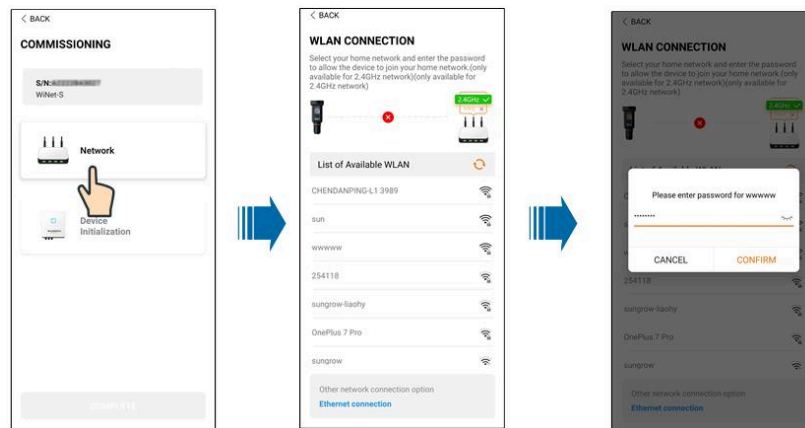 < BACK
COMMISSIONING
S/N:
WiNet-S
Network
Device
Initialization
COMPLETE
< BACK
WLAN CONNECTION
Select your home network and enter the password
to allow the device to join your home network.(only
available for 2.4GHz network)(only available for
2.4GHz network)
2.4GHz
List of Available WLAN
CHENDANPING-L1 3989
sun
wwwww
254118
sungrow-liaohy
OnePlus 7 Pro
sungrow
Other network connection option
Ethernet connection
< BACK
WLAN CONNECTION
Select your home network and enter the password
to allow the device to join your home network.(only
available for 2.4GHz network)(only available for
2.4GHz network)
2.4GHz
Please enter password for wwwww
········
CANCEL CONFIRM
254118
sungrow-liaohy
OnePlus 7 Pro
sungrow
Other network connection option
Ethernet connection